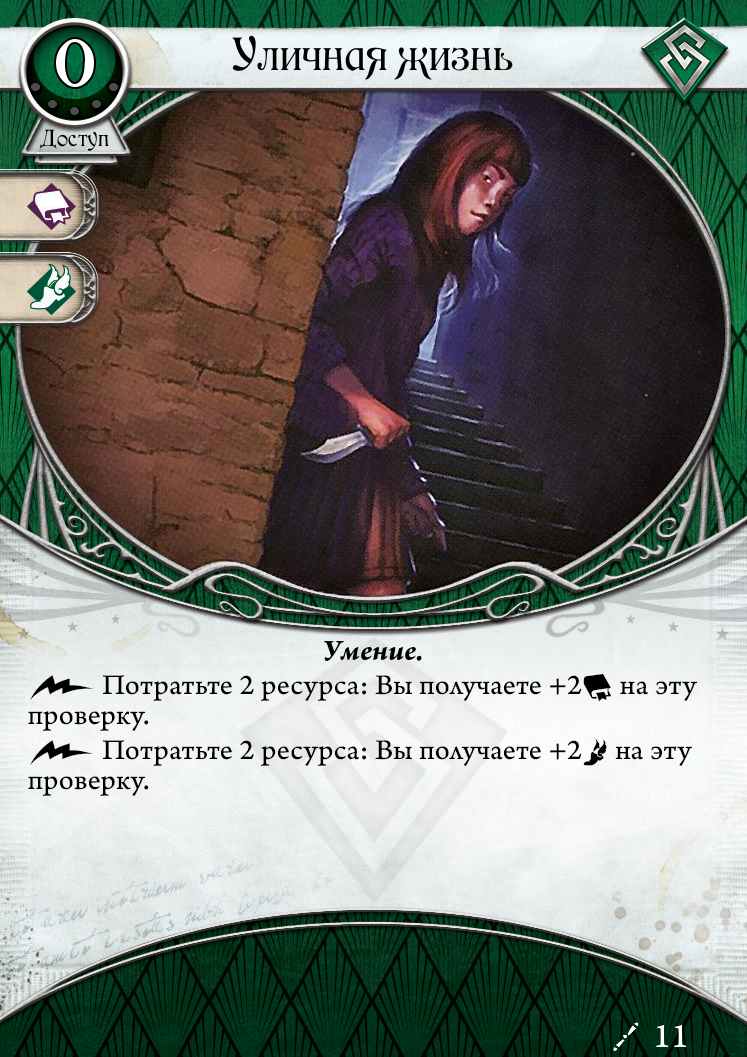 0
Уличная жизнь
Доступ
Умение.
Потратьте 2 ресурса: Вы получаете +2 на эту
проверку.
Потратьте 2 ресурса: Вы получаете +2 на эту
проверку.
11